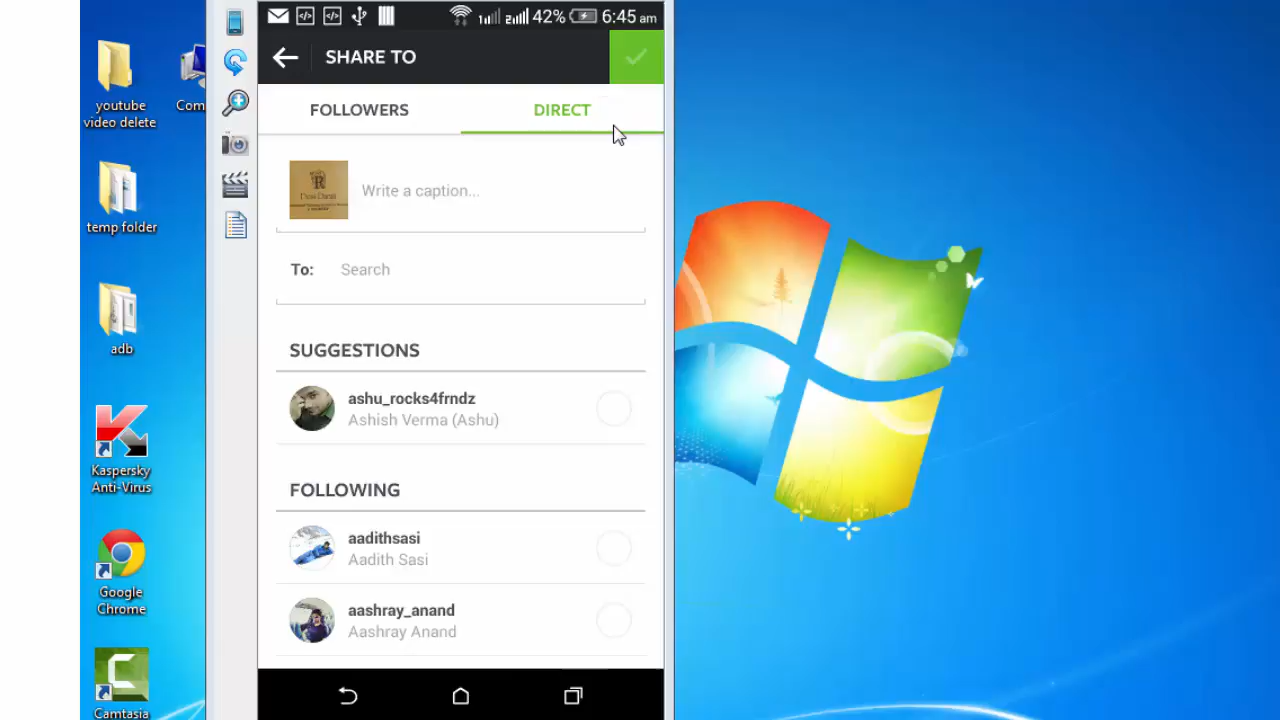 42% 6:45 am
SHARE TO
FOLLOWERS DIRECT
Write a caption...
To: Search
SUGGESTIONS
ashu_rocks4frndz
Ashish Verma (Ashu)
FOLLOWING
aadithsasi
Aadith Sasi
aashray_anand
Aashray Anand
youtube
video delete
Com
temp folder
adb
Kaspersky
Anti-Virus
Google
Chrome
Camtasia